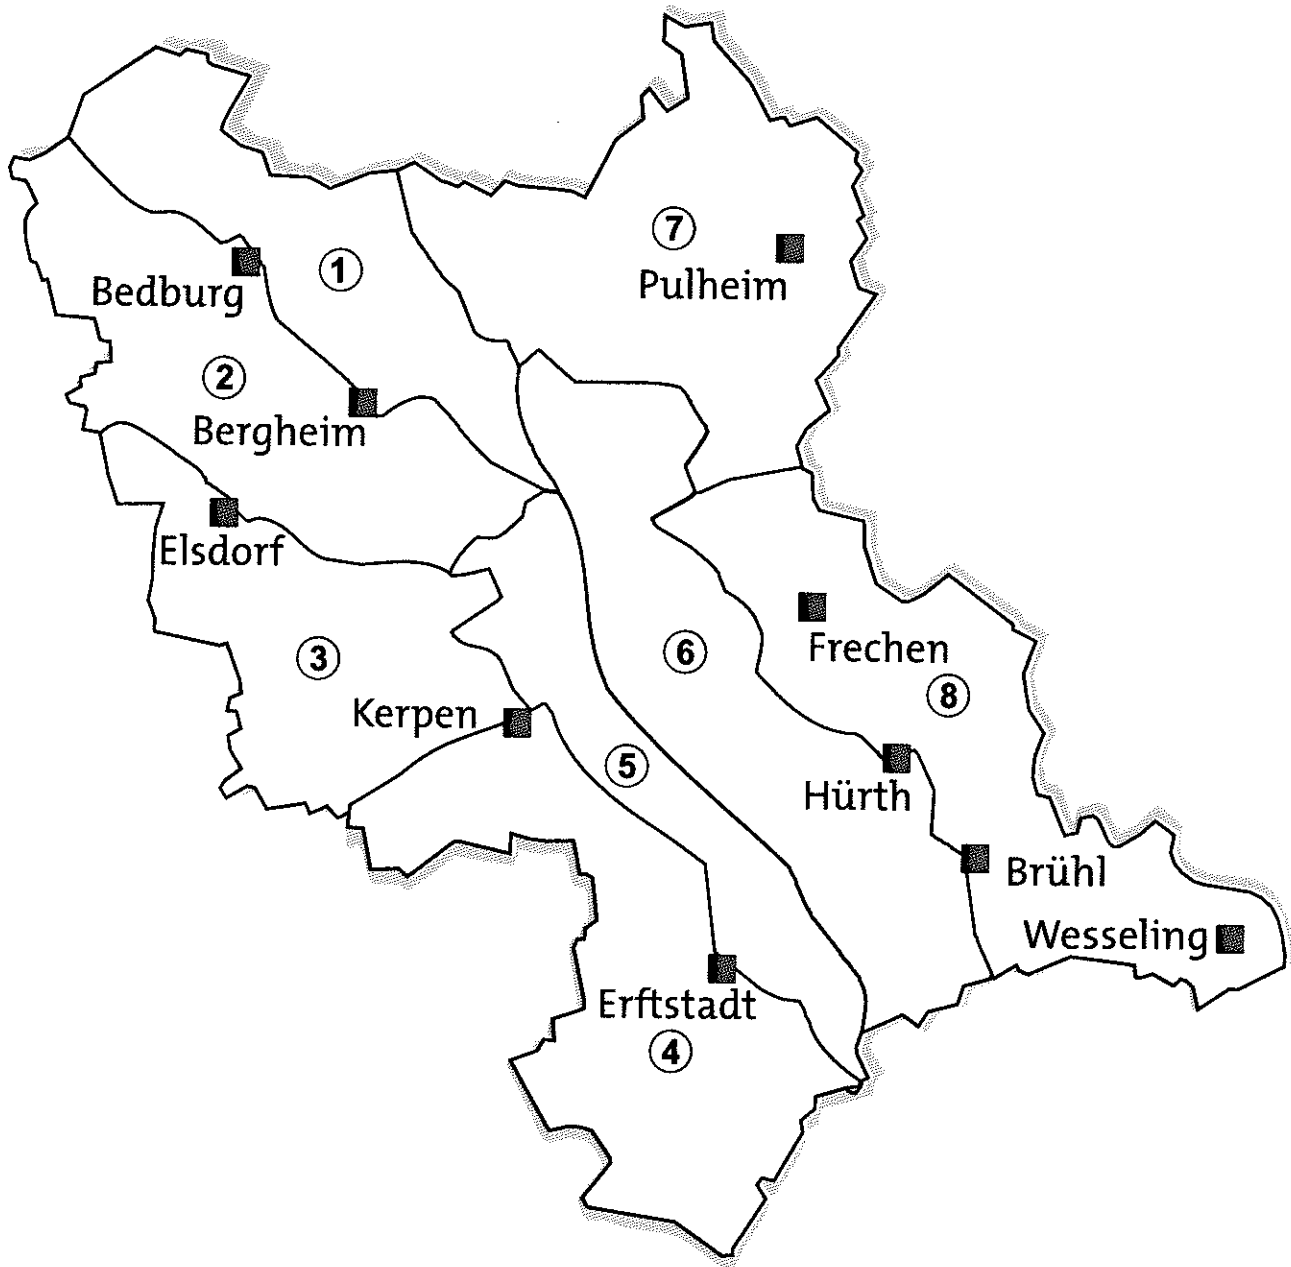 7
Pulheim
1
Bedburg
2
Bergheim
Elsdorf
3
6
Frechen
8
Kerpen
5
Hürth
Brühl
Wesseling
Erftstadt
4